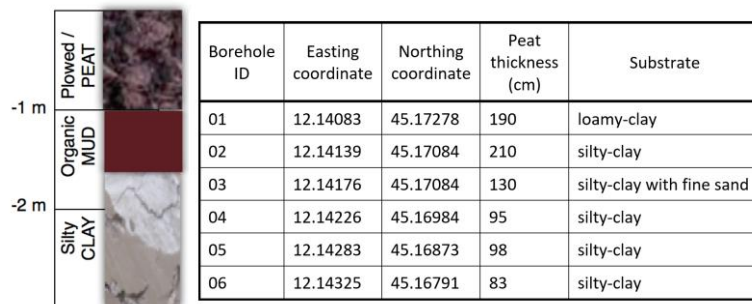 Plowed /
PEAT
-1 m
Organic
MUD
-2 m
Silty
CLAY
Borehole ID Easting coordinate Northing coordinate Peat thickness (cm) Substrate
01 12.14083 45.17278 190 loamy-clay
02 12.14139 45.17084 210 silty-clay
03 12.14176 45.17084 130 silty-clay with fine sand
04 12.14226 45.16984 95 silty-clay
05 12.14283 45.16873 98 silty-clay
06 12.14325 45.16791 83 silty-clay